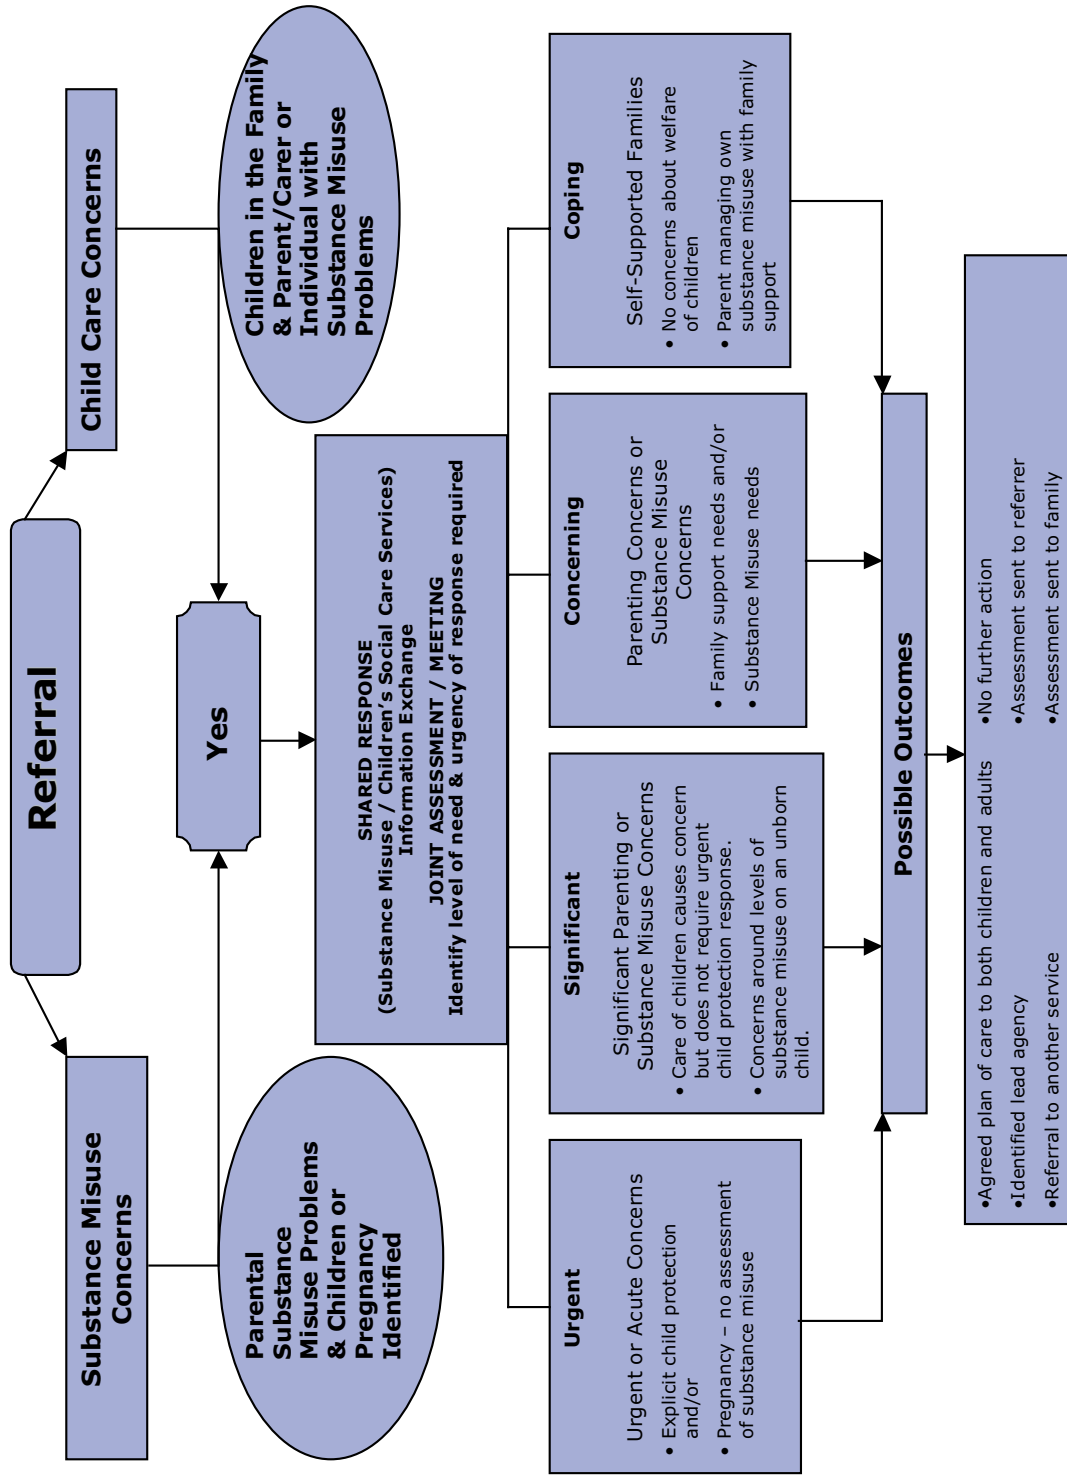 Referral
Substance Misuse
Concerns
Child Care Concerns
Parental
Substance
Misuse Problems
& Children or
Pregnancy
Identified
Yes
Children in the Family
& Parent/Carer or
Individual with
Substance Misuse
Problems
SHARED RESPONSE
(Substance Misuse / Children's Social Care Services)
Information Exchange
JOINT ASSESSMENT / MEETING
Identify level of need & urgency of response required
Urgent
Urgent or Acute Concerns
• Explicit child protection
and/or
• Pregnancy – no assessment
of substance misuse
Significant
Significant Parenting or
Substance Misuse Concerns
• Care of children causes concern
but does not require urgent
child protection response.
• Concerns around levels of
substance misuse on an unborn
child.
Concerning
Parenting Concerns or
Substance Misuse
Concerns
• Family support needs and/or
• Substance Misuse needs
Coping
Self-Supported Families
• No concerns about welfare
of children
• Parent managing own
substance misuse with family
support
Possible Outcomes
•Agreed plan of care to both children and adults
•Identified lead agency
•Referral to another service
•No further action
•Assessment sent to referrer
•Assessment sent to family